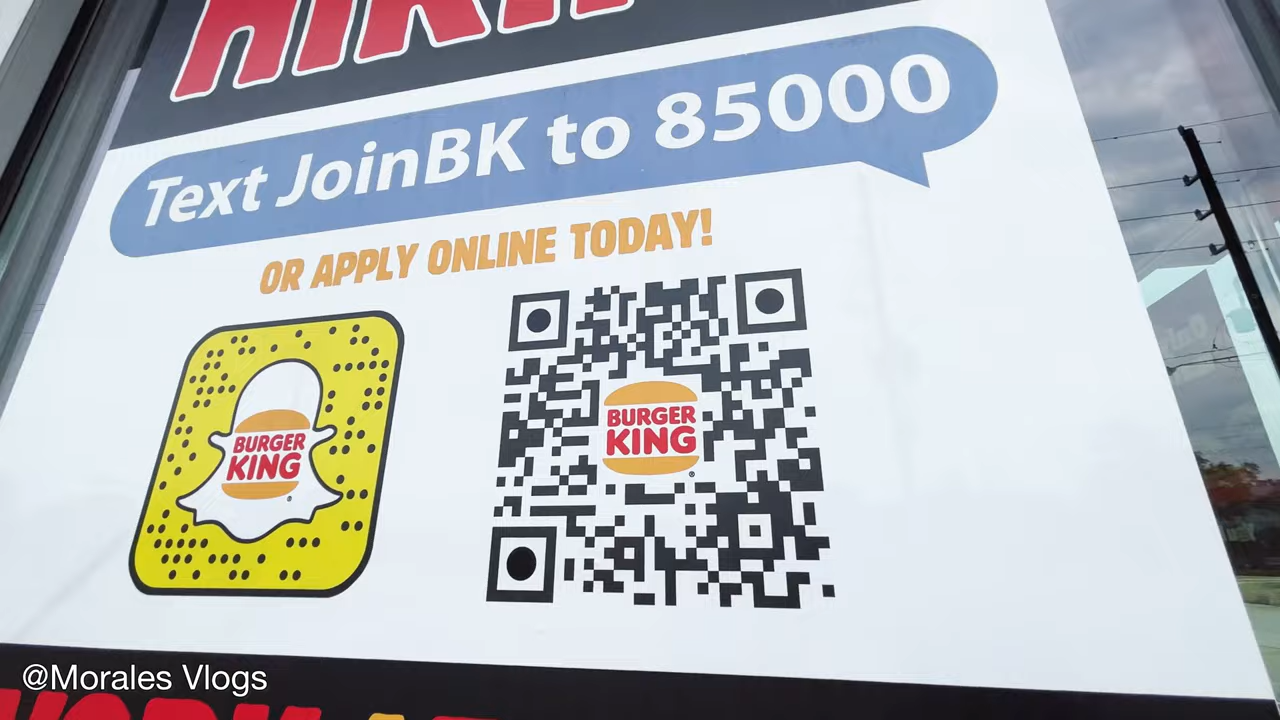 Text JoinBK to 85000
OR APPLY ONLINE TODAY!
BURGER
KING
BURGER
KING
®
@Morales Vlogs